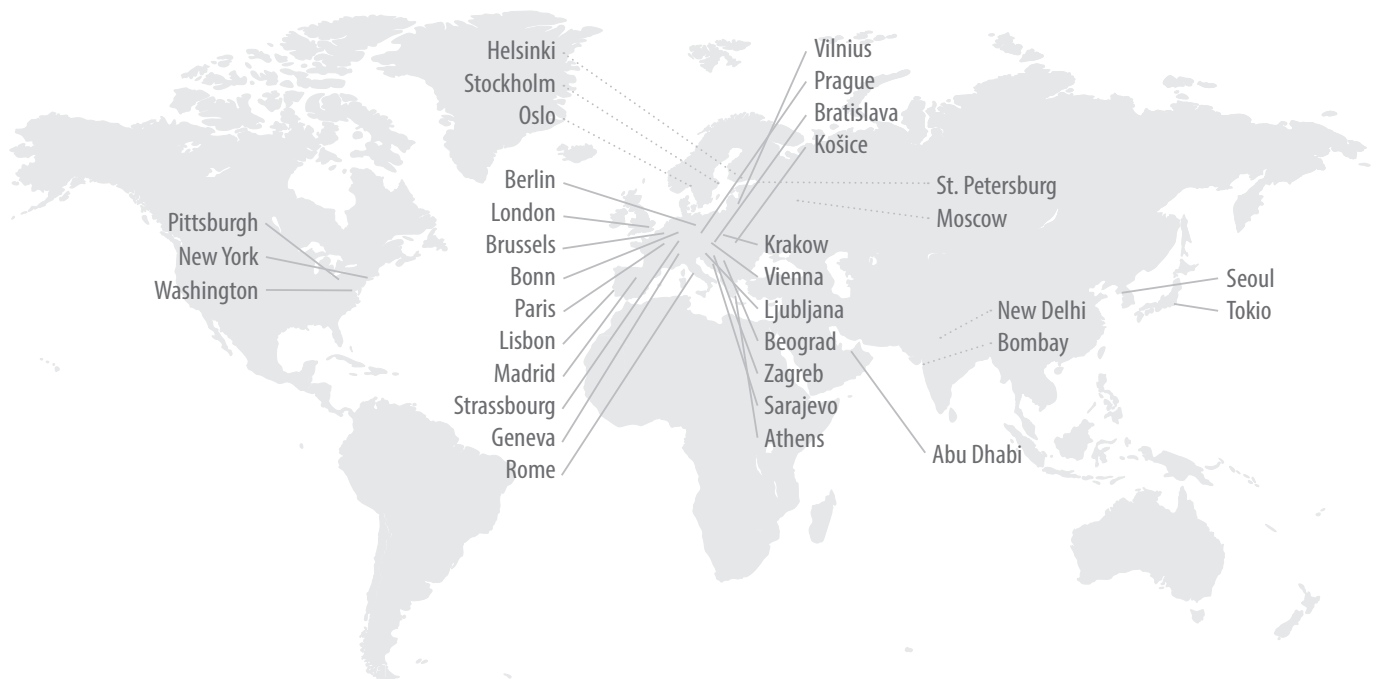 Helsinki
Stockholm
Oslo
Vilnius
Prague
Bratislava
Košice
Berlin
London
Brussels
Bonn
Paris
Lisbon
Madrid
Strassbourg
Geneva
Rome
Pittsburgh
New York
Washington
St. Petersburg
Moscow
Krakow
Vienna
Ljubljana
Beograd
Zagreb
Sarajevo
Athens
New Delhi
Bombay
Abu Dhabi
Seoul
Tokio